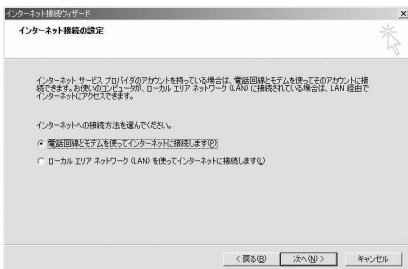 インターネット接続ウィザード
インターネット接続の設定
インターネット サービス プロバイダのアカウントを持っている場合は、電話回線とモデムを使ってそのアカウントに接
続できます。お使いのコンピュータが、ローカル エリア ネットワーク (LAN) に接続されている場合は、LAN 経由で
インターネットにアクセスできます。
インターネットへの接続方法を選んでください。
電話回線とモデムを使ってインターネットに接続します(P)
ローカル エリア ネットワーク (LAN) を使ってインターネットに接続します(L)
< 戻る(B) 次へ(N) > キャンセル